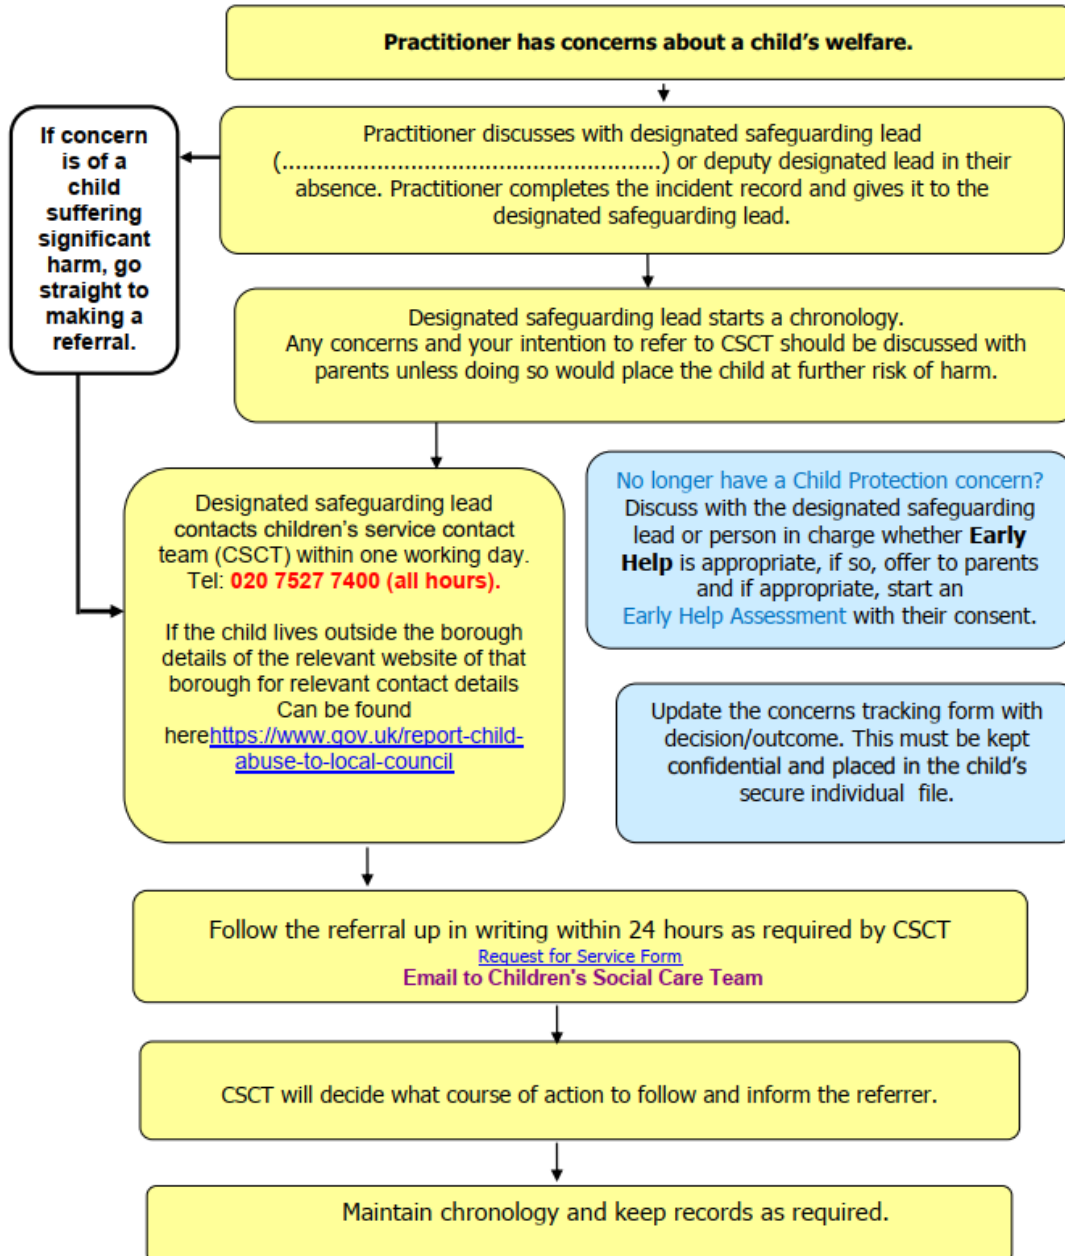 Practitioner has concerns about a child's welfare.
If concern
is of a
child
suffering
significant
harm, go
straight to
making a
referral.
Practitioner discusses with designated safeguarding lead
(........................................................) or deputy designated lead in their
absence. Practitioner completes the incident record and gives it to the
designated safeguarding lead.
Designated safeguarding lead starts a chronology.
Any concerns and your intention to refer to CSCT should be discussed with
parents unless doing so would place the child at further risk of harm.
Designated safeguarding lead
contacts children's service contact
team (CSCT) within one working day.
Tel: 020 7527 7400 (all hours).
If the child lives outside the borough
details of the relevant website of that
borough for relevant contact details
Can be found
herehttps://www.gov.uk/report-child-
abuse-to-local-council
No longer have a Child Protection concern?
Discuss with the designated safeguarding
lead or person in charge whether Early
Help is appropriate, if so, offer to parents
and if appropriate, start an
Early Help Assessment with their consent.
Update the concerns tracking form with
decision/outcome. This must be kept
confidential and placed in the child's
secure individual file.
Follow the referral up in writing within 24 hours as required by CSCT
Request for Service Form
Email to Children's Social Care Team
CSCT will decide what course of action to follow and inform the referrer.
Maintain chronology and keep records as required.